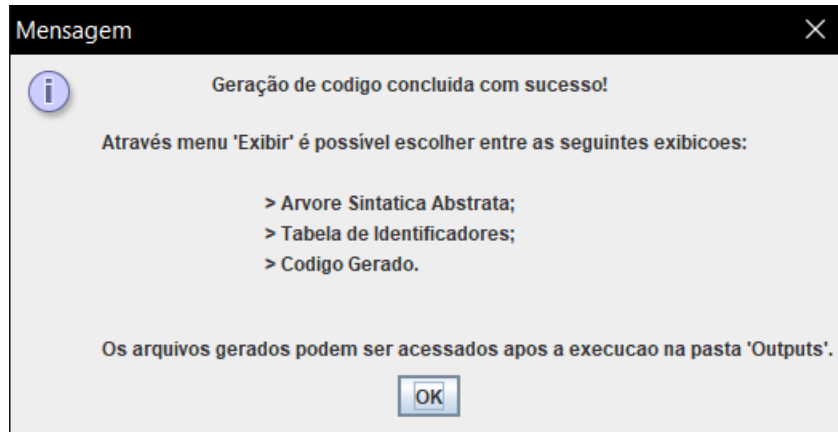 Mensagem
Geração de codigo concluida com sucesso!
Através menu 'Exibir' é possível escolher entre as seguintes exibicoes:
> Arvore Sintatica Abstrata;
> Tabela de Identificadores;
> Codigo Gerado.
Os arquivos gerados podem ser acessados apos a execucao na pasta 'Outputs'.
OK